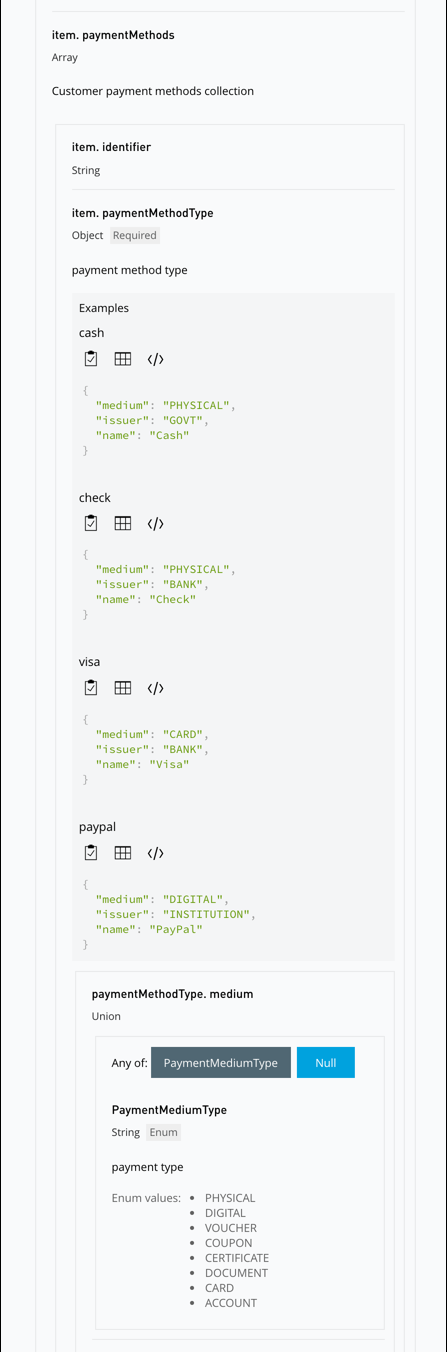 item. paymentMethods
Array
Customer payment methods collection
item. identifier
String
item. paymentMethodType
Object Required
payment method type
Examples
cash
{
"medium": "PHYSICAL",
"issuer": "GOVT",
"name": "Cash"
}
check
{
"medium": "PHYSICAL",
"issuer": "BANK",
"name": "Check"
}
visa
{
"medium": "CARD",
"issuer": "BANK",
"name": "Visa"
}
paypal
{
"medium": "DIGITAL",
"issuer": "INSTITUTION",
"name": "PayPal"
}
paymentMethodType. medium
Union
Any of: PaymentMediumType Null
PaymentMediumType
String Enum
payment type
Enum values: • PHYSICAL
• DIGITAL
• VOUCHER
• COUPON
• CERTIFICATE
• DOCUMENT
• CARD
• ACCOUNT